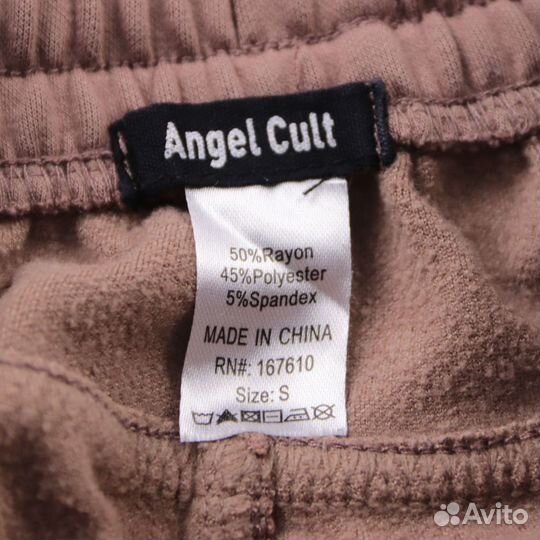 Angel Cult
50%Rayon
45%Polyester
5%Spandex
MADE IN CHINA
RN#: 167610
Size: S
Avito